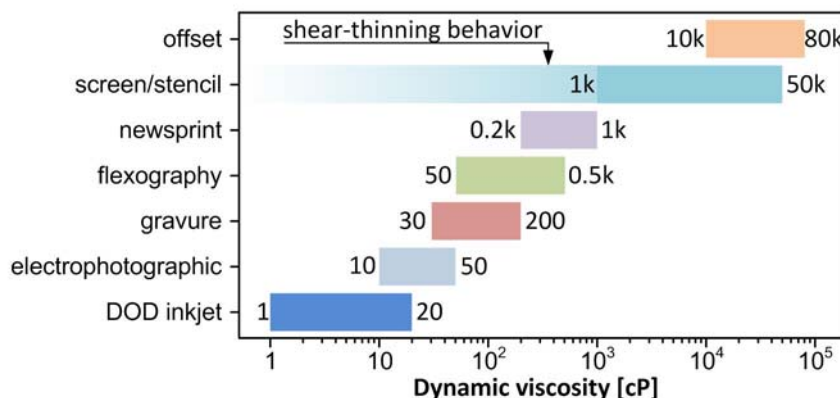 offset 10k 80k
shear-thinning behavior
screen/stencil 1k 50k
newsprint 0.2k 1k
flexography 50 0.5k
gravure 30 200
electrophotographic 10 50
DOD inkjet 1 20
1 10 10² 10³ 10⁴ 10⁵
Dynamic viscosity [cP]